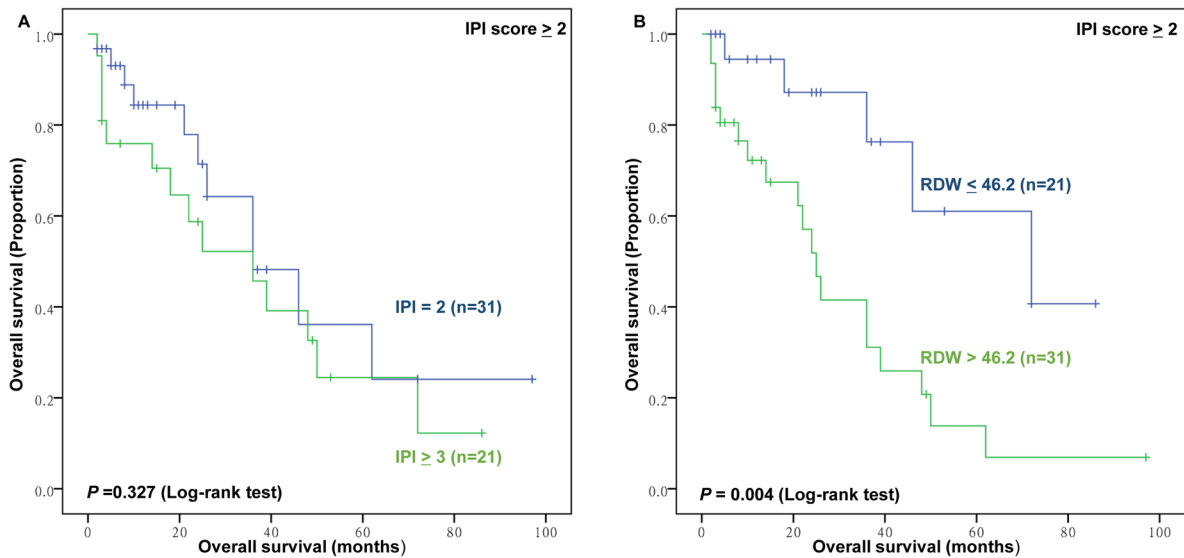 A
IPI score ≥ 2
1.0
0.8
0.6
0.4
0.2
0.0
Overall survival (Proportion)
IPI = 2 (n=31)
IPI ≥ 3 (n=21)
P =0.327 (Log-rank test)
0 20 40 60 80 100
Overall survival (months)
B
IPI score ≥ 2
1.0
0.8
0.6
0.4
0.2
0.0
Overall survival (Proportion)
RDW ≤ 46.2 (n=21)
RDW > 46.2 (n=31)
P = 0.004 (Log-rank test)
0 20 40 60 80 100
Overall survival (months)